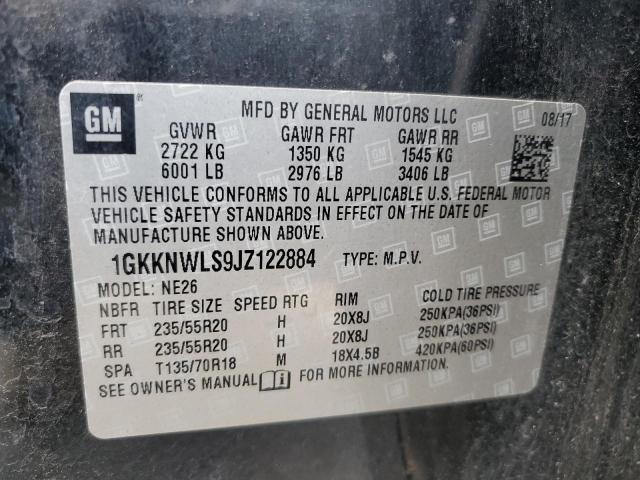 GM
MFD BY GENERAL MOTORS LLC 08/17
GVWR GAWR FRT GAWR RR
2722 KG 1350 KG 1545 KG
6001 LB 2976 LB 3406 LB
THIS VEHICLE CONFORMS TO ALL APPLICABLE U.S. FEDERAL MOTOR
VEHICLE SAFETY STANDARDS IN EFFECT ON THE DATE OF
MANUFACTURE SHOWN ABOVE.
1GKKNWLS9JZ122884 TYPE: M.P.V.
MODEL: NE26
NBFR TIRE SIZE SPEED RTG RIM COLD TIRE PRESSURE
FRT 235/55R20 H 20X8J 250KPA(36PSI)
RR 235/55R20 H 20X8J 250KPA(36PSI)
SPA T135/70R18 M 18X4.5B 420KPA(60PSI)
SEE OWNER'S MANUAL FOR MORE INFORMATION.